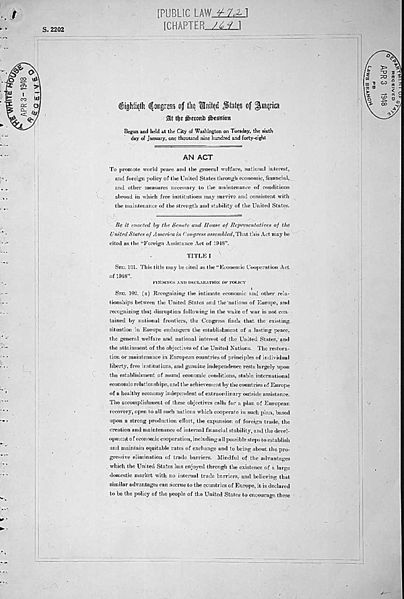 [PUBLIC LAW 472]
[CHAPTER 169]
S. 2202
THE WHITE HOUSE
APR 3 - 1948
RECEIVED
DEPARTMENT OF STATE
RECEIVED
APR 3 1948
LAWS BRANCH
Eightieth Congress of the United States of America
At the Second Session
Begun and held at the City of Washington on Tuesday, the sixth
day of January, one thousand nine hundred and forty-eight
AN ACT
To promote world peace and the general welfare, national interest,
and foreign policy of the United States through economic, financial,
and other measures necessary to the maintenance of conditions
abroad in which free institutions may survive and consistent with
the maintenance of the strength and stability of the United States.
Be it enacted by the Senate and House of Representatives of the
United States of America in Congress assembled, That this Act may be
cited as the "Foreign Assistance Act of 1948".
TITLE I
SEC. 101. This title may be cited as the "Economic Cooperation Act
of 1948".
FINDINGS AND DECLARATION OF POLICY
SEC. 102. (a) Recognizing the intimate economic and other rela-
tionships between the United States and the nations of Europe, and
recognizing that disruption following in the wake of war is not con-
tained by national frontiers, the Congress finds that the existing
situation in Europe endangers the establishment of a lasting peace,
the general welfare and national interest of the United States, and
the attainment of the objectives of the United Nations. The restora-
tion or maintenance in European countries of principles of individual
liberty, free institutions, and genuine independence rests largely upon
the establishment of sound economic conditions, stable international
economic relationships, and the achievement by the countries of Europe
of a healthy economy independent of extraordinary outside assistance.
The accomplishment of these objectives calls for a plan of European
recovery, open to all such nations which cooperate in such plan, based
upon a strong production effort, the expansion of foreign trade, the
creation and maintenance of internal financial stability, and the devel-
opment of economic cooperation, including all possible steps to establish
and maintain equitable rates of exchange and to bring about the pro-
gressive elimination of trade barriers. Mindful of the advantages
which the United States has enjoyed through the existence of a large
domestic market with no internal trade barriers, and believing that
similar advantages can accrue to the countries of Europe, it is declared
to be the policy of the people of the United States to encourage these